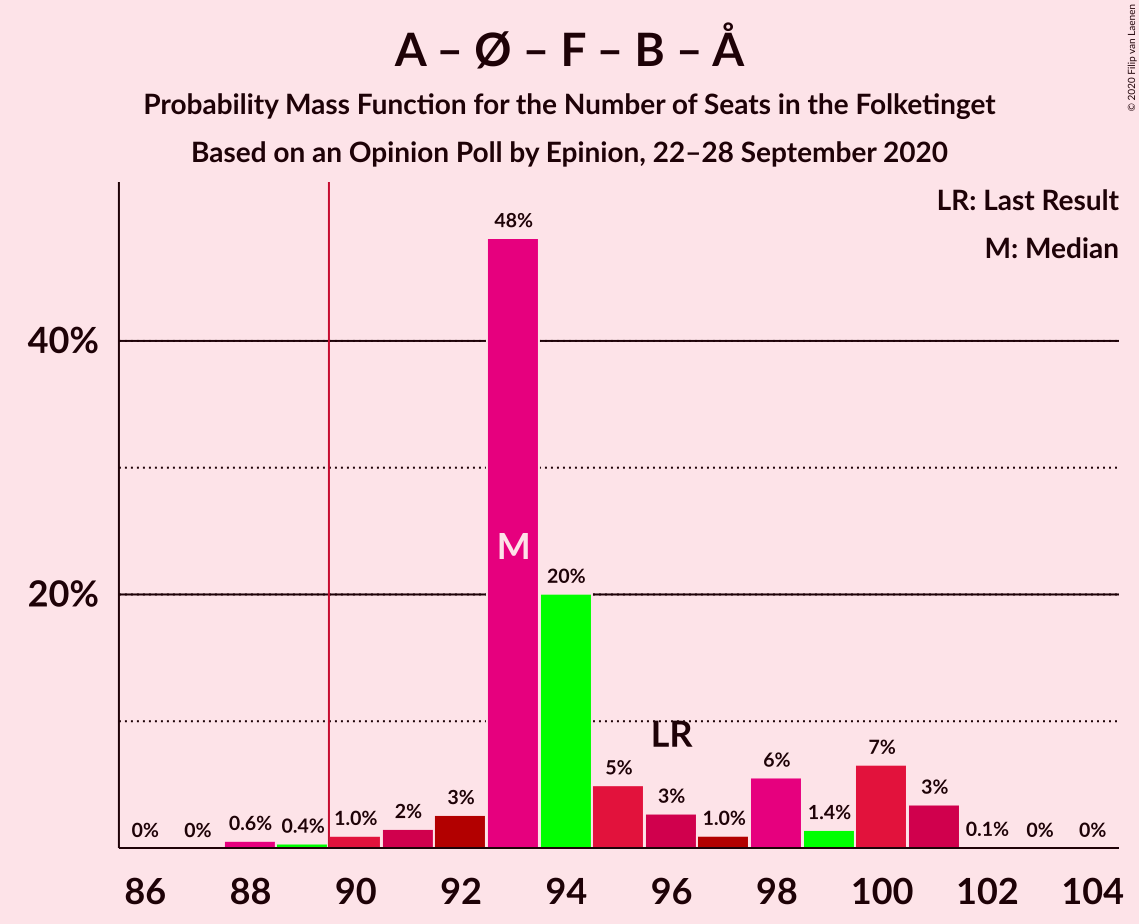 A – Ø – F – B – Å
Probability Mass Function for the Number of Seats in the Folketinget
Based on an Opinion Poll by Epinion, 22–28 September 2020
© 2020 Filip van Laenen
LR: Last Result
M: Median
40%
20%
0%
0%
0.6%
0.4%
1.0%
2%
3%
48%
M
20%
5%
LR
3%
1.0%
6%
1.4%
7%
3%
0.1%
0%
0%
86 88 90 92 94 96 98 100 102 104